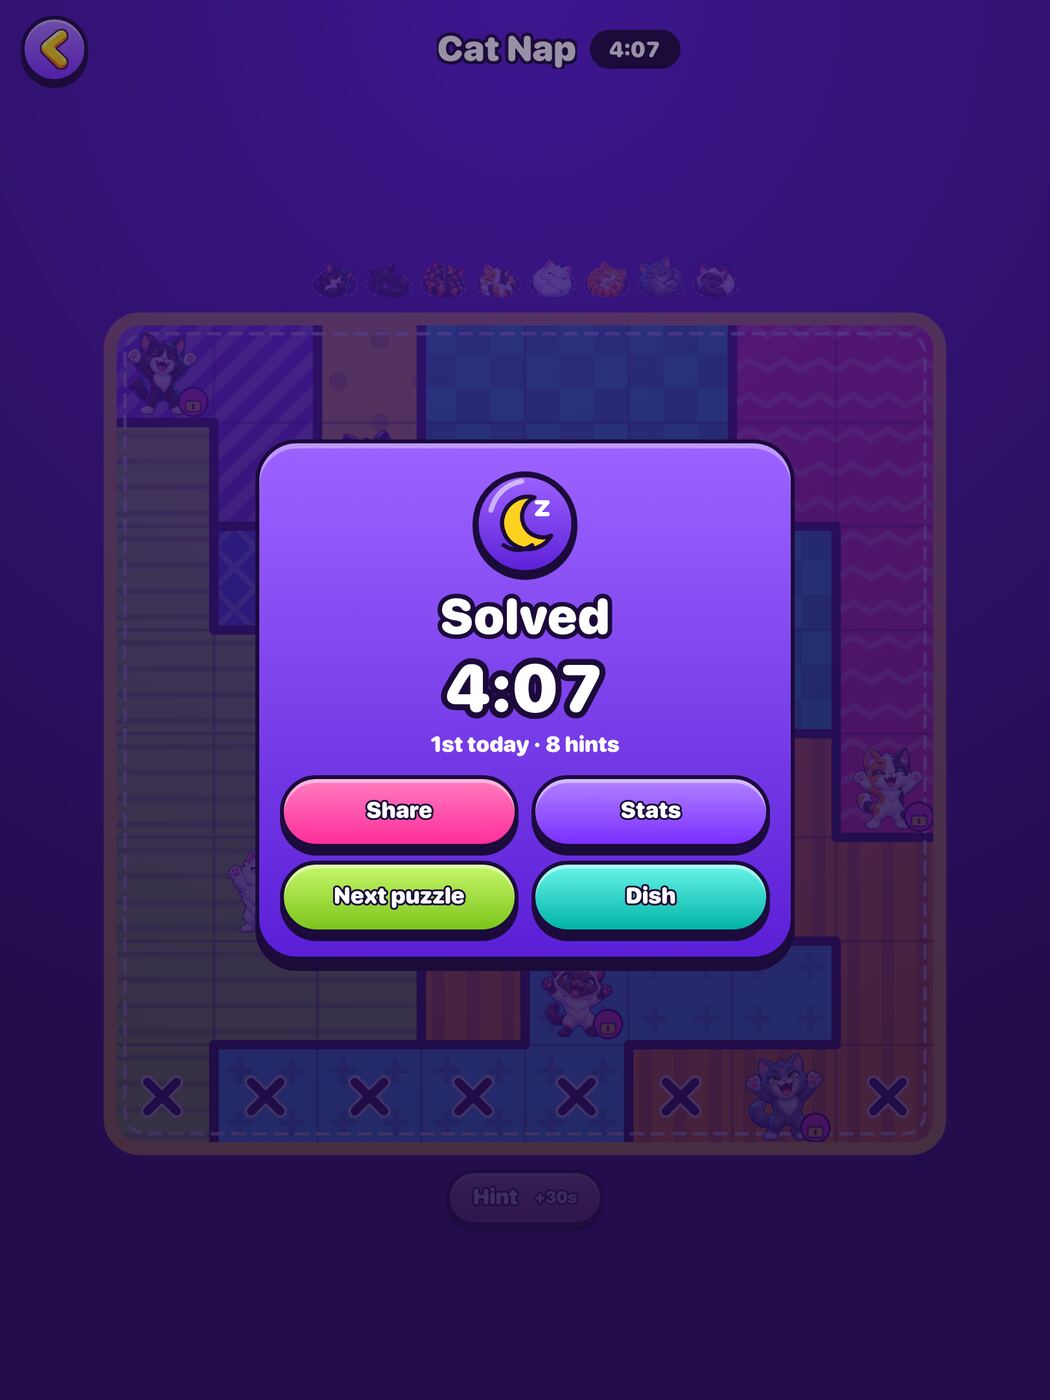 Cat Nap 4:07
z
Solved
4:07
1st today · 8 hints
Share Stats
Next puzzle Dish
Hint +30s